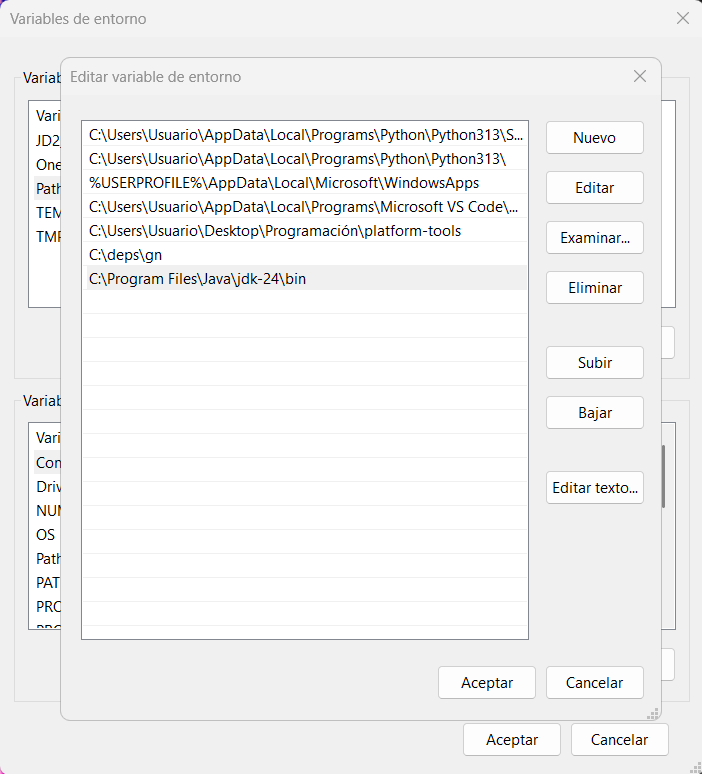 Variables de entorno
Editar variable de entorno
C:\Users\Usuario\AppData\Local\Programs\Python\Python313\S...
C:\Users\Usuario\AppData\Local\Programs\Python\Python313\
%USERPROFILE%\AppData\Local\Microsoft\WindowsApps
C:\Users\Usuario\AppData\Local\Programs\Microsoft VS Code\...
C:\Users\Usuario\Desktop\Programación\platform-tools
C:\deps\gn
C:\Program Files\Java\jdk-24\bin
Nuevo
Editar
Examinar...
Eliminar
Subir
Bajar
Editar texto...
Aceptar
Cancelar
Variab
Vari
JD2
One
Path
TEM
TMP
Variab
Vari
Con
Driv
NUM
OS
Path
PAT
PRO
Aceptar
Cancelar